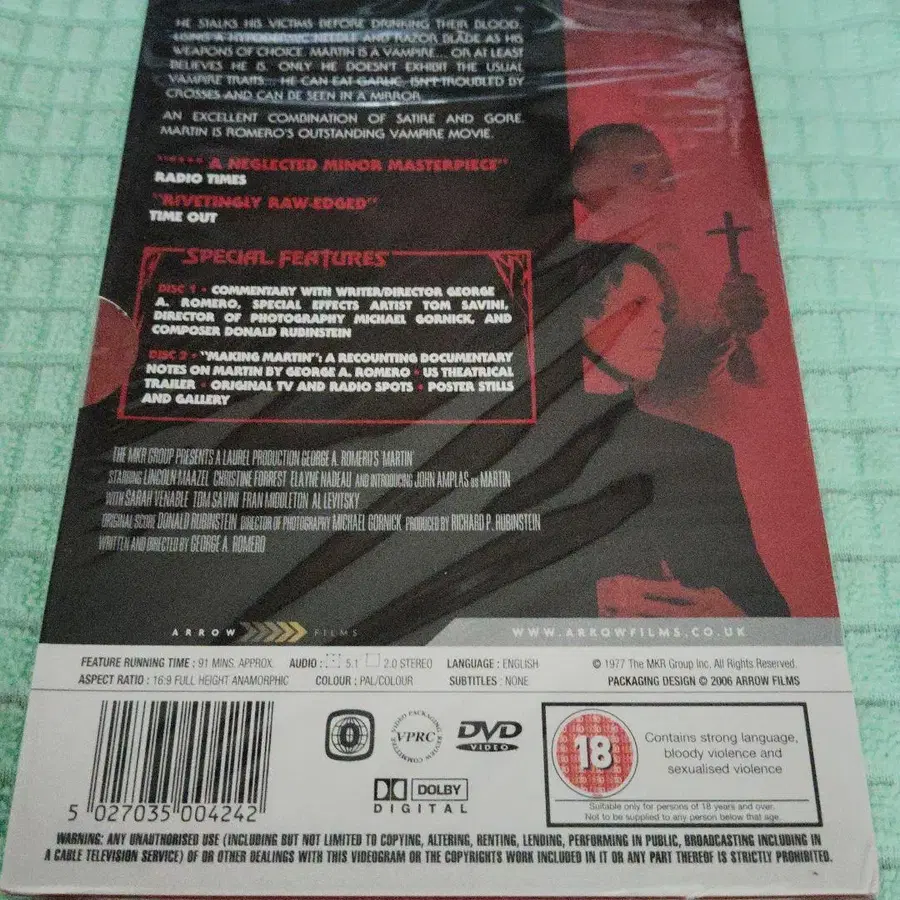 HE STALKS HIS VICTIMS BEFORE DRINKING THEIR BLOOD,
USING A HYPODERMIC NEEDLE AND RAZOR BLADE AS HIS
WEAPONS OF CHOICE. MARTIN IS A VAMPIRE... OR AT LEAST
BELIEVES HE IS. ONLY HE DOESN'T EXHIBIT THE USUAL
VAMPIRE TRAITS... HE CAN EAT GARLIC, ISN'T TROUBLED BY
CROSSES AND CAN BE SEEN IN A MIRROR.
AN EXCELLENT COMBINATION OF SATIRE AND GORE.
MARTIN IS ROMERO'S OUTSTANDING VAMPIRE MOVIE.
***** "A NEGLECTED MINOR MASTERPIECE"
RADIO TIMES
"RIVETINGLY RAW-EDGED"
TIME OUT
SPECIAL FEATURES
DISC 1 • COMMENTARY WITH WRITER/DIRECTOR GEORGE
A. ROMERO, SPECIAL EFFECTS ARTIST TOM SAVINI,
DIRECTOR OF PHOTOGRAPHY MICHAEL GORNICK, AND
COMPOSER DONALD RUBINSTEIN
DISC 2 • "MAKING MARTIN": A RECOUNTING DOCUMENTARY
NOTES ON MARTIN BY GEORGE A. ROMERO • US THEATRICAL
TRAILER • ORIGINAL TV AND RADIO SPOTS • POSTER STILLS
AND GALLERY
THE MKR GROUP PRESENTS A LAUREL PRODUCTION GEORGE A. ROMERO'S 'MARTIN'
STARRING LINCOLN MAAZEL CHRISTINE FORREST ELAYNE NADEAU AND INTRODUCING JOHN AMPLAS as MARTIN
WITH SARAH VENABLE TOM SAVINI FRAN MIDDLETON AL LEVITSKY
ORIGINAL SCORE DONALD RUBINSTEIN DIRECTOR OF PHOTOGRAPHY MICHAEL GORNICK PRODUCED BY RICHARD P. RUBINSTEIN
WRITTEN AND DIRECTED BY GEORGE A. ROMERO
ARROW FILMS
WWW.ARROWFILMS.CO.UK
FEATURE RUNNING TIME : 91 MINS. APPROX. AUDIO : 5.1 2.0 STEREO LANGUAGE : ENGLISH
© 1977 The MKR Group Inc. All Rights Reserved.
ASPECT RATIO : 16:9 FULL HEIGHT ANAMORPHIC COLOUR : PAL/COLOUR SUBTITLES : NONE
PACKAGING DESIGN © 2006 ARROW FILMS
5 027035 004242
0
VIDEO PACKAGING REVIEW COMMITTEE
VPRC
DVD
VIDEO
DOLBY
DIGITAL
18
Contains strong language,
bloody violence and
sexualised violence
Suitable only for persons of 18 years and over.
Not to be supplied to any person below that age.
WARNING: ANY UNAUTHORISED USE (INCLUDING BUT NOT LIMITED TO COPYING, ALTERING, RENTING, LENDING, PERFORMING IN PUBLIC, BROADCASTING INCLUDING IN
A CABLE TELEVISION SERVICE) OF OR OTHER DEALINGS WITH THIS VIDEOGRAM OR THE COPYRIGHTS WORK INCLUDED IN IT OR ANY PART THEREOF IS STRICTLY PROHIBITED.